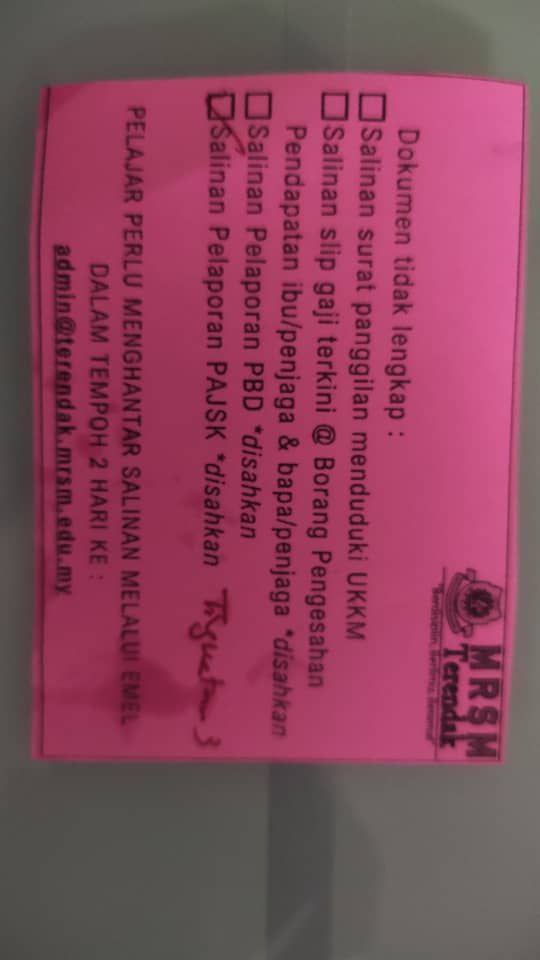 MRSM
Terendak
Dokumen tidak lengkap :
Salinan surat panggilan menduduki UKKM
Salinan slip gaji terkini @ Borang Pengesahan
Pendapatan ibu/penjaga & bapa/penjaga *disahkan
Salinan Pelaporan PBD *disahkan
Salinan Pelaporan PAJSK *disahkan Tingkatan 3
PELAJAR PERLU MENGHANTAR SALINAN MELALUI EMEL
DALAM TEMPOH 2 HARI KE :
admin@terendak.mrsm.edu.my